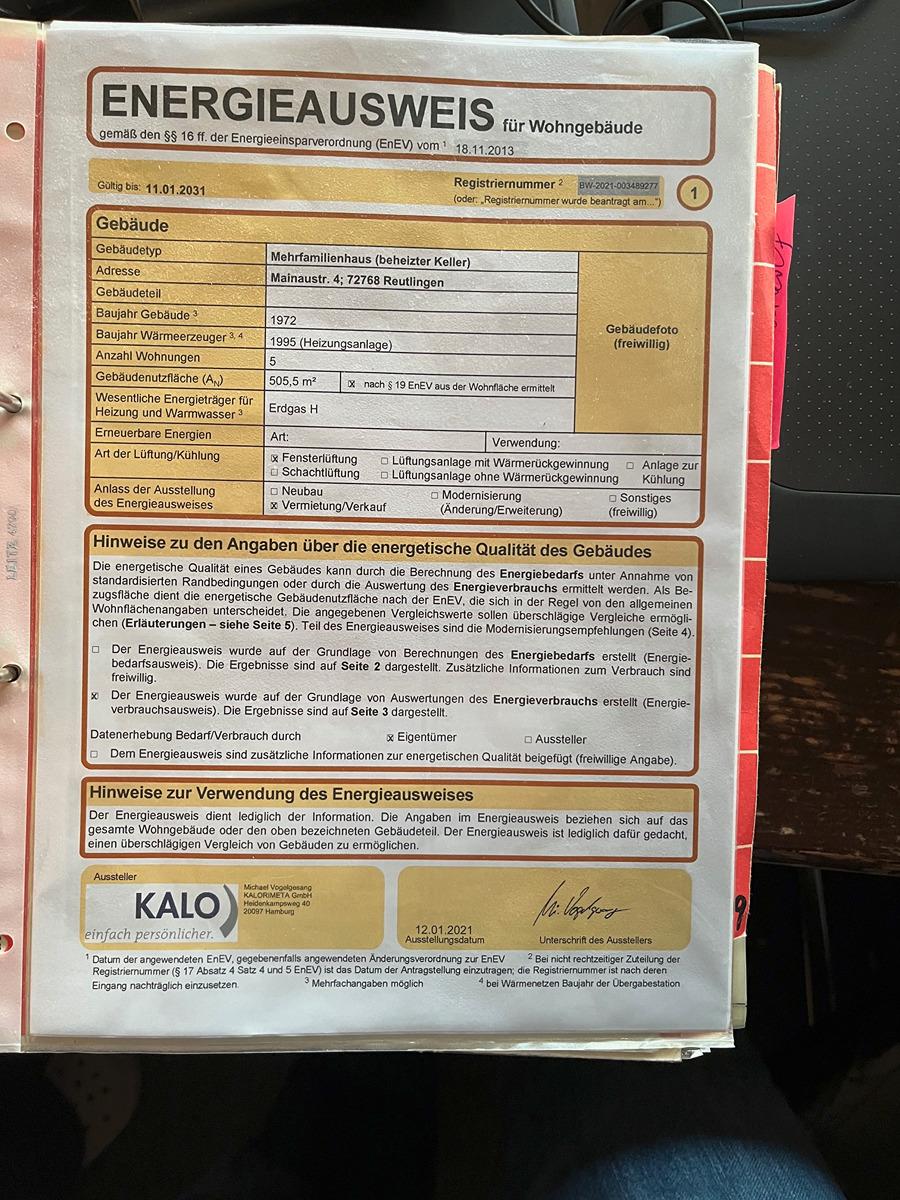 ENERGIEAUSWEIS für Wohngebäude
gemäß den §§ 16 ff. der Energieeinsparverordnung (EnEV) vom ¹ 18.11.2013
Gültig bis: 11.01.2031
Registriernummer ² BW-2021-003489277
(oder: „Registriernummer wurde beantragt am...")
1
Gebäude
Gebäudetyp Mehrfamilienhaus (beheizter Keller)
Adresse Mainaustr. 4; 72768 Reutlingen
Gebäudeteil
Baujahr Gebäude ³ 1972
Baujahr Wärmeerzeuger ³, ⁴ 1995 (Heizungsanlage)
Anzahl Wohnungen 5
Gebäudenutzfläche (AN) 505,5 m² ☒ nach § 19 EnEV aus der Wohnfläche ermittelt
Wesentliche Energieträger für
Heizung und Warmwasser ³ Erdgas H
Gebäudefoto
(freiwillig)
Erneuerbare Energien Art: Verwendung:
Art der Lüftung/Kühlung ☒ Fensterlüftung ☐ Lüftungsanlage mit Wärmerückgewinnung ☐ Anlage zur
☐ Schachtlüftung ☐ Lüftungsanlage ohne Wärmerückgewinnung Kühlung
Anlass der Ausstellung ☐ Neubau ☐ Modernisierung ☐ Sonstiges
des Energieausweises ☒ Vermietung/Verkauf (Änderung/Erweiterung) (freiwillig)
Hinweise zu den Angaben über die energetische Qualität des Gebäudes
Die energetische Qualität eines Gebäudes kann durch die Berechnung des Energiebedarfs unter Annahme von
standardisierten Randbedingungen oder durch die Auswertung des Energieverbrauchs ermittelt werden. Als Be-
zugsfläche dient die energetische Gebäudenutzfläche nach der EnEV, die sich in der Regel von den allgemeinen
Wohnflächenangaben unterscheidet. Die angegebenen Vergleichswerte sollen überschlägige Vergleiche ermögli-
chen (Erläuterungen – siehe Seite 5). Teil des Energieausweises sind die Modernisierungsempfehlungen (Seite 4).
☐ Der Energieausweis wurde auf der Grundlage von Berechnungen des Energiebedarfs erstellt (Energie-
bedarfsausweis). Die Ergebnisse sind auf Seite 2 dargestellt. Zusätzliche Informationen zum Verbrauch sind
freiwillig.
☒ Der Energieausweis wurde auf der Grundlage von Auswertungen des Energieverbrauchs erstellt (Energie-
verbrauchsausweis). Die Ergebnisse sind auf Seite 3 dargestellt.
Datenerhebung Bedarf/Verbrauch durch ☒ Eigentümer ☐ Aussteller
☐ Dem Energieausweis sind zusätzliche Informationen zur energetischen Qualität beigefügt (freiwillige Angabe).
Hinweise zur Verwendung des Energieausweises
Der Energieausweis dient lediglich der Information. Die Angaben im Energieausweis beziehen sich auf das
gesamte Wohngebäude oder den oben bezeichneten Gebäudeteil. Der Energieausweis ist lediglich dafür gedacht,
einen überschlägigen Vergleich von Gebäuden zu ermöglichen.
Aussteller
KALO
einfach persönlicher.
Michael Vogelgesang
KALORIMETA GmbH
Heidenkampsweg 40
20097 Hamburg
12.01.2021
Ausstellungsdatum
Unterschrift des Ausstellers
¹ Datum der angewendeten EnEV, gegebenenfalls angewendeten Änderungsverordnung zur EnEV ² Bei nicht rechtzeitiger Zuteilung der
Registriernummer (§ 17 Absatz 4 Satz 4 und 5 EnEV) ist das Datum der Antragstellung einzutragen; die Registriernummer ist nach deren
Eingang nachträglich einzusetzen. ³ Mehrfachangaben möglich ⁴ bei Wärmenetzen Baujahr der Übergabestation
9